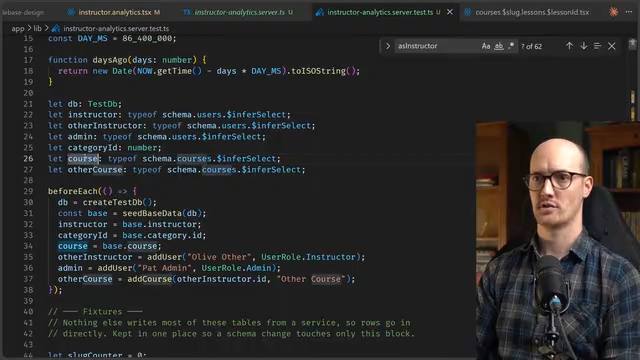 lebase-design
instructor.analytics.tsx M
instructor-analytics.server.ts M
instructor-analytics.server.test.ts M
courses.$slug.lessons.$lessonId.tsx
app > lib > instructor-analytics.server.test.ts
asInstructor
Aa ab .*
? of 62
15 const DAY_MS = 86_400_000;
16
17 function daysAgo(days: number) {
18 return new Date(NOW.getTime() - days * DAY_MS).toISOString();
19 }
20
21 let db: TestDb;
22 let instructor: typeof schema.users.$inferSelect;
23 let otherInstructor: typeof schema.users.$inferSelect;
24 let admin: typeof schema.users.$inferSelect;
25 let categoryId: number;
26 let course: typeof schema.courses.$inferSelect;
27 let otherCourse: typeof schema.courses.$inferSelect;
28
29 beforeEach(() => {
30 db = createTestDb();
31 const base = seedBaseData(db);
32 instructor = base.instructor;
33 categoryId = base.category.id;
34 course = base.course;
35 otherInstructor = addUser("Olive Other", UserRole.Instructor);
36 admin = addUser("Pat Admin", UserRole.Admin);
37 otherCourse = addCourse(otherInstructor.id, "Other Course");
38 });
39
40 // ─── Fixtures ───
41 // Nothing else writes most of these tables from a service, so rows go in
42 // directly. Kept in one place so a schema change touches only this block.
43
44 let slugCounter = 0;